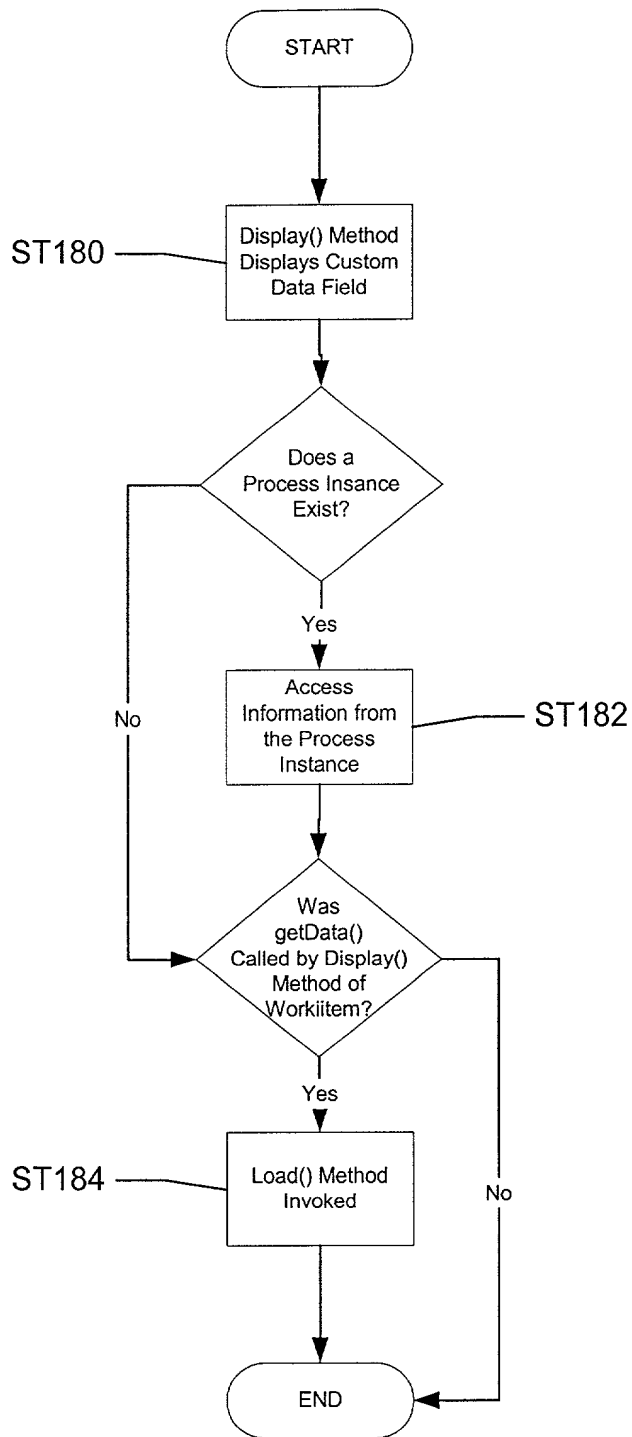 START
ST180
Display() Method
Displays Custom
Data Field
Does a
Process Insance
Exist?
Yes
No
Access
Information from
the Process
Instance
ST182
Was
getData()
Called by Display()
Method of
Workiitem?
Yes
No
ST184
Load() Method
Invoked
END